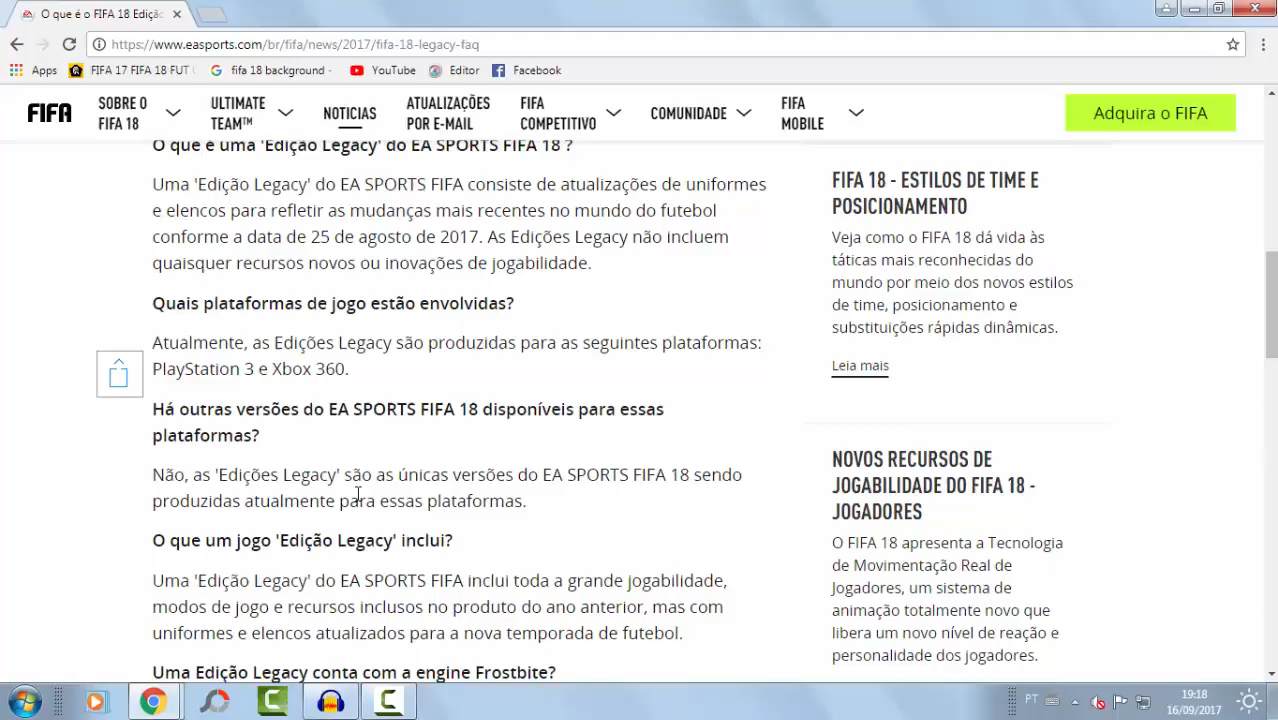 O que é o FIFA 18 Ediçã
https://www.easports.com/br/fifa/news/2017/fifa-18-legacy-faq
Apps
FIFA 17 FIFA 18 FUT
fifa 18 background -
YouTube
Editor
Facebook
FIFA
SOBRE O
FIFA 18
ULTIMATE
TEAM™
NOTICIAS
ATUALIZAÇÕES
POR E-MAIL
FIFA
COMPETITIVO
COMUNIDADE
FIFA
MOBILE
Adquira o FIFA
O que é uma 'Edição Legacy' do EA SPORTS FIFA 18 ?
Uma 'Edição Legacy' do EA SPORTS FIFA consiste de atualizações de uniformes
e elencos para refletir as mudanças mais recentes no mundo do futebol
conforme a data de 25 de agosto de 2017. As Edições Legacy não incluem
quaisquer recursos novos ou inovações de jogabilidade.
Quais plataformas de jogo estão envolvidas?
Atualmente, as Edições Legacy são produzidas para as seguintes plataformas:
PlayStation 3 e Xbox 360.
Há outras versões do EA SPORTS FIFA 18 disponíveis para essas
plataformas?
Não, as 'Edições Legacy' são as únicas versões do EA SPORTS FIFA 18 sendo
produzidas atualmente para essas plataformas.
O que um jogo 'Edição Legacy' inclui?
Uma 'Edição Legacy' do EA SPORTS FIFA inclui toda a grande jogabilidade,
modos de jogo e recursos inclusos no produto do ano anterior, mas com
uniformes e elencos atualizados para a nova temporada de futebol.
Uma Edição Legacy conta com a engine Frostbite?
FIFA 18 - ESTILOS DE TIME E
POSICIONAMENTO
Veja como o FIFA 18 dá vida às
táticas mais reconhecidas do
mundo por meio dos novos estilos
de time, posicionamento e
substituições rápidas dinâmicas.
Leia mais
NOVOS RECURSOS DE
JOGABILIDADE DO FIFA 18 -
JOGADORES
O FIFA 18 apresenta a Tecnologia
de Movimentação Real de
Jogadores, um sistema de
animação totalmente novo que
libera um novo nível de reação e
personalidade dos jogadores.
PT
19:18
16/09/2017